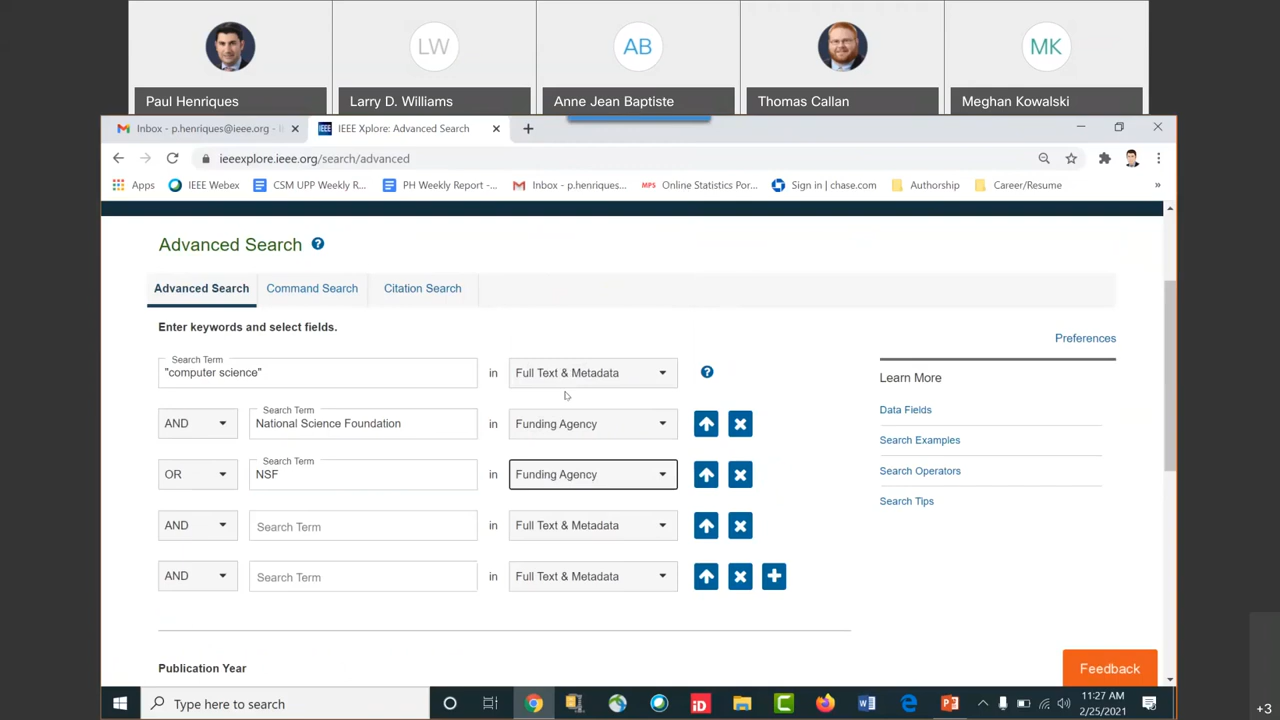 LW
AB
MK
Paul Henriques
Larry D. Williams
Anne Jean Baptiste
Thomas Callan
Meghan Kowalski
Inbox - p.henriques@ieee.org -
IEEE
IEEE Xplore: Advanced Search
ieeexplore.ieee.org/search/advanced
Apps
IEEE Webex
CSM UPP Weekly R...
PH Weekly Report -...
Inbox - p.henriques...
MPS
Online Statistics Por...
Sign in | chase.com
Authorship
Career/Resume
»
Advanced Search ?
Advanced Search
Command Search
Citation Search
Enter keywords and select fields.
Preferences
Search Term
"computer science"
in
Full Text & Metadata
?
Learn More
AND
Search Term
National Science Foundation
in
Funding Agency
Data Fields
Search Examples
OR
Search Term
NSF
in
Funding Agency
Search Operators
Search Tips
AND
Search Term
in
Full Text & Metadata
AND
Search Term
in
Full Text & Metadata
Publication Year
Feedback
Type here to search
iD
11:27 AM
2/25/2021
+3